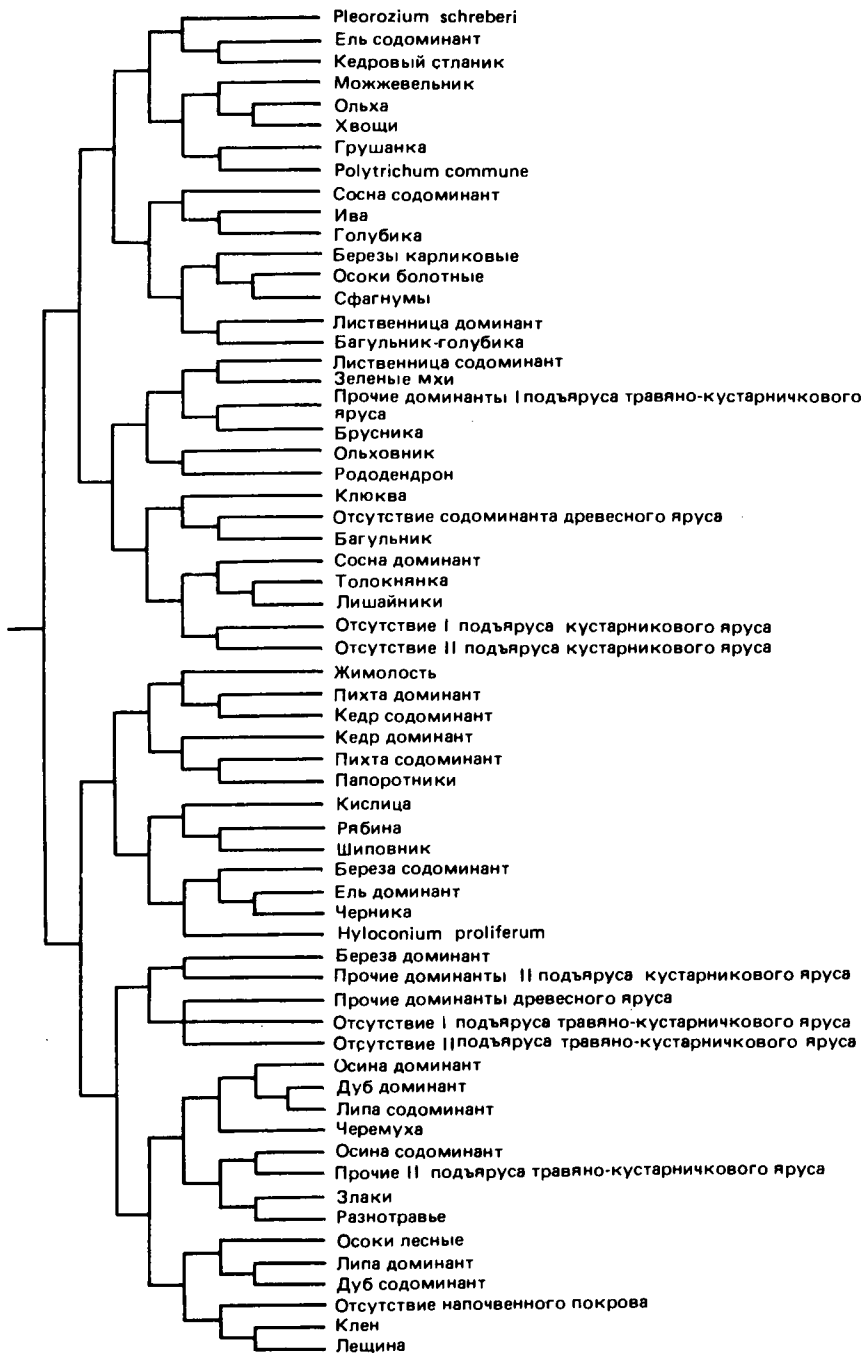 Pleorozium schreberi
Ель содоминант
Кедровый стланик
Можжевельник
Ольха
Хвощи
Грушанка
Polytrichum commune
Сосна содоминант
Ива
Голубика
Березы карликовые
Осоки болотные
Сфагнумы
Лиственница доминант
Багульник-голубика
Лиственница содоминант
Зеленые мхи
Прочие доминанты I подъяруса травяно-кустарничкового
яруса
Брусника
Ольховник
Рододендрон
Клюква
Отсутствие содоминанта древесного яруса
Багульник
Сосна доминант
Толокнянка
Лишайники
Отсутствие I подъяруса кустарникового яруса
Отсутствие II подъяруса кустарникового яруса
Жимолость
Пихта доминант
Кедр содоминант
Кедр доминант
Пихта содоминант
Папоротники
Кислица
Рябина
Шиповник
Береза содоминант
Ель доминант
Черника
Hyloconium proliferum
Береза доминант
Прочие доминанты II подъяруса кустарникового яруса
Прочие доминанты древесного яруса
Отсутствие I подъяруса травяно-кустарничкового яруса
Отсутствие II подъяруса травяно-кустарничкового яруса
Осина доминант
Дуб доминант
Липа содоминант
Черемуха
Осина содоминант
Прочие II подъяруса травяно-кустарничкового яруса
Злаки
Разнотравье
Осоки лесные
Липа доминант
Дуб содоминант
Отсутствие напочвенного покрова
Клен
Лещина